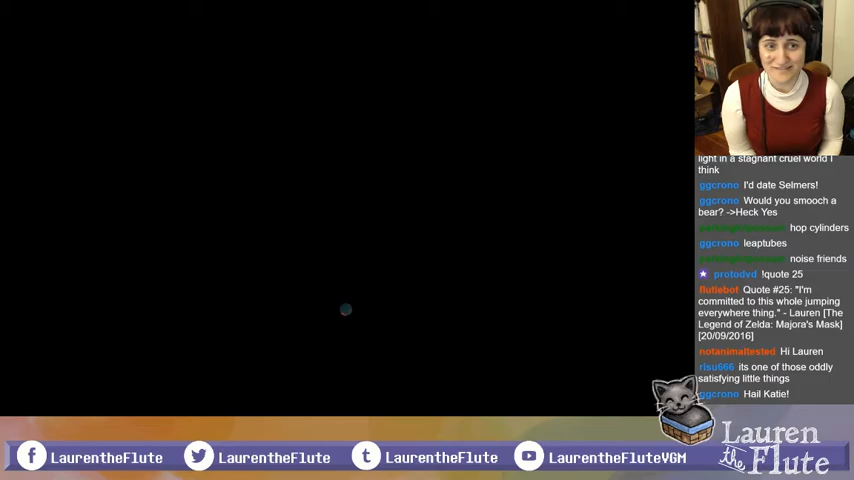 light in a stagnant cruel world I
think
ggcrono I'd date Selmers!
ggcrono Would you smooch a
bear? ->Heck Yes
hop cylinders
ggcrono leaptubes
noise friends
protodvd !quote 25
flutiebot Quote #25: "I'm
committed to this whole jumping
everywhere thing." - Lauren [The
Legend of Zelda: Majora's Mask]
[20/09/2016]
notanimaltested Hi Lauren
risu666 its one of those oddly
satisfying little things
ggcrono Hail Katie!
LaurentheFlute
LaurentheFlute
LaurentheFlute
LaurentheFluteVGM
Lauren
the Flute